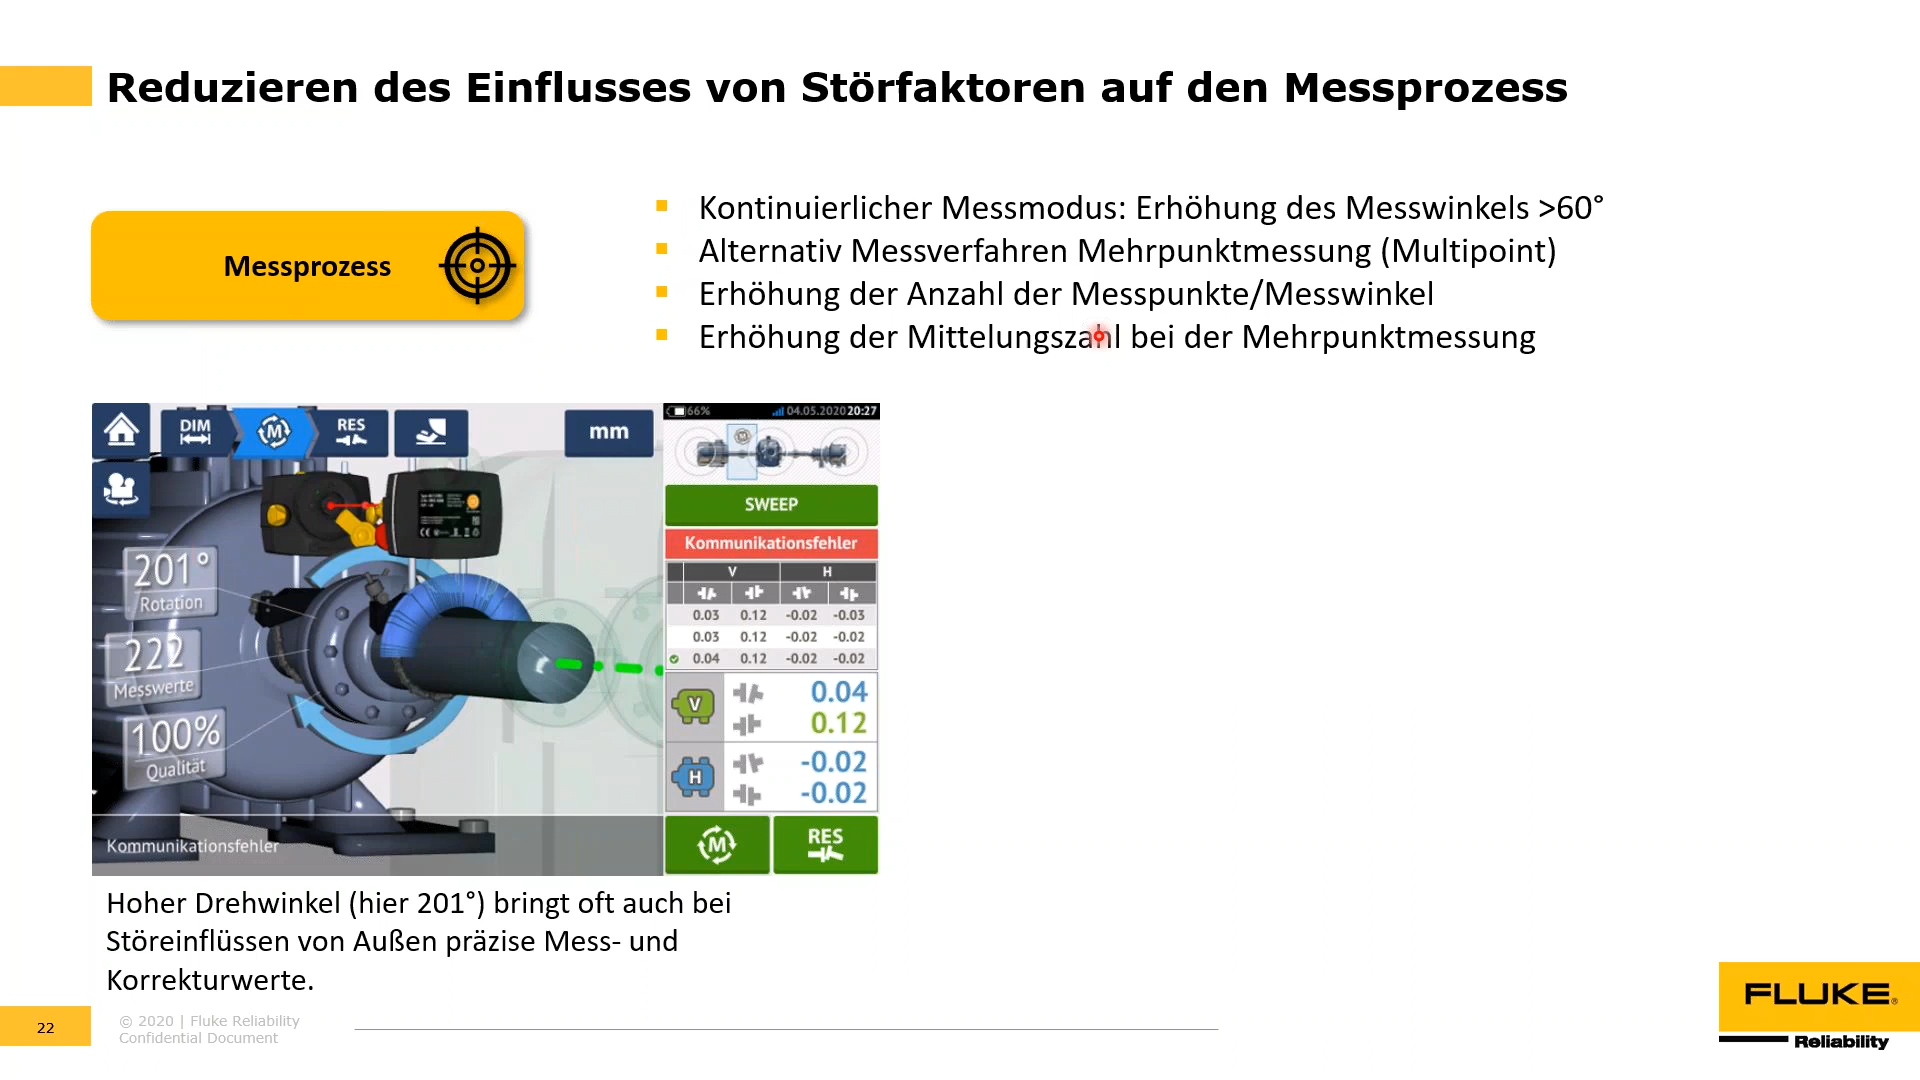 Reduzieren des Einflusses von Störfaktoren auf den Messprozess
Messprozess
Kontinuierlicher Messmodus: Erhöhung des Messwinkels >60°
Alternativ Messverfahren Mehrpunktmessung (Multipoint)
Erhöhung der Anzahl der Messpunkte/Messwinkel
Erhöhung der Mittelungszahl bei der Mehrpunktmessung
DIM
M
RES
mm
66% 04.05.2020 20:27
SWEEP
Kommunikationsfehler
V H
0.03 0.12 -0.02 -0.03
0.03 0.12 -0.02 -0.02
0.04 0.12 -0.02 -0.02
V 0.04
0.12
H -0.02
-0.02
M
RES
201°
Rotation
222
Messwerte
100%
Qualität
Kommunikationsfehler
Hoher Drehwinkel (hier 201°) bringt oft auch bei
Störeinflüssen von Außen präzise Mess- und
Korrekturwerte.
22
© 2020 | Fluke Reliability
Confidential Document
FLUKE®
Reliability